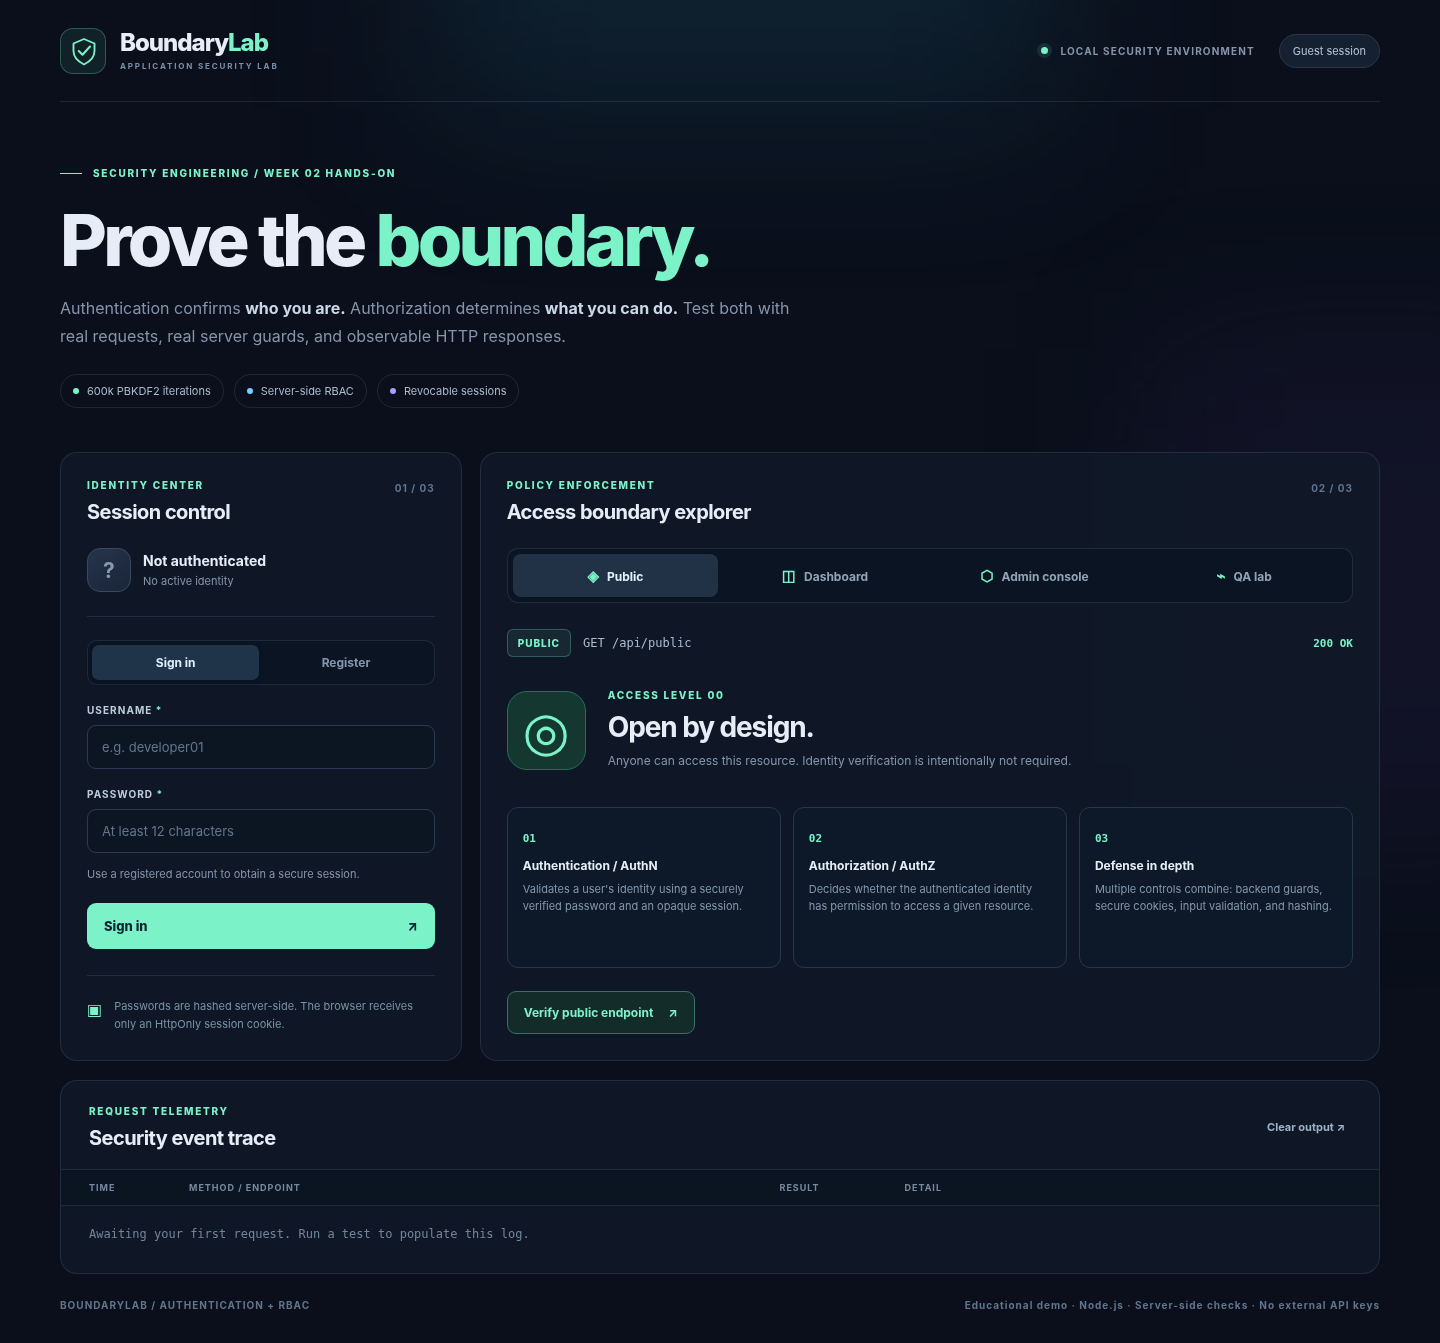 BoundaryLab
APPLICATION SECURITY LAB
LOCAL SECURITY ENVIRONMENT
Guest session
SECURITY ENGINEERING / WEEK 02 HANDS-ON
Prove the boundary.
Authentication confirms who you are. Authorization determines what you can do. Test both with
real requests, real server guards, and observable HTTP responses.
600k PBKDF2 iterations
Server-side RBAC
Revocable sessions
IDENTITY CENTER
01 / 03
Session control
?
Not authenticated
No active identity
Sign in
Register
USERNAME *
e.g. developer01
PASSWORD *
At least 12 characters
Use a registered account to obtain a secure session.
Sign in ↗
Passwords are hashed server-side. The browser receives
only an HttpOnly session cookie.
POLICY ENFORCEMENT
02 / 03
Access boundary explorer
Public
Dashboard
Admin console
QA lab
PUBLIC
GET /api/public
200 OK
ACCESS LEVEL 00
Open by design.
Anyone can access this resource. Identity verification is intentionally not required.
01
Authentication / AuthN
Validates a user's identity using a securely
verified password and an opaque session.
02
Authorization / AuthZ
Decides whether the authenticated identity
has permission to access a given resource.
03
Defense in depth
Multiple controls combine: backend guards,
secure cookies, input validation, and hashing.
Verify public endpoint ↗
REQUEST TELEMETRY
Security event trace
Clear output ↗
TIME
METHOD / ENDPOINT
RESULT
DETAIL
Awaiting your first request. Run a test to populate this log.
BOUNDARYLAB / AUTHENTICATION + RBAC
Educational demo · Node.js · Server-side checks · No external API keys